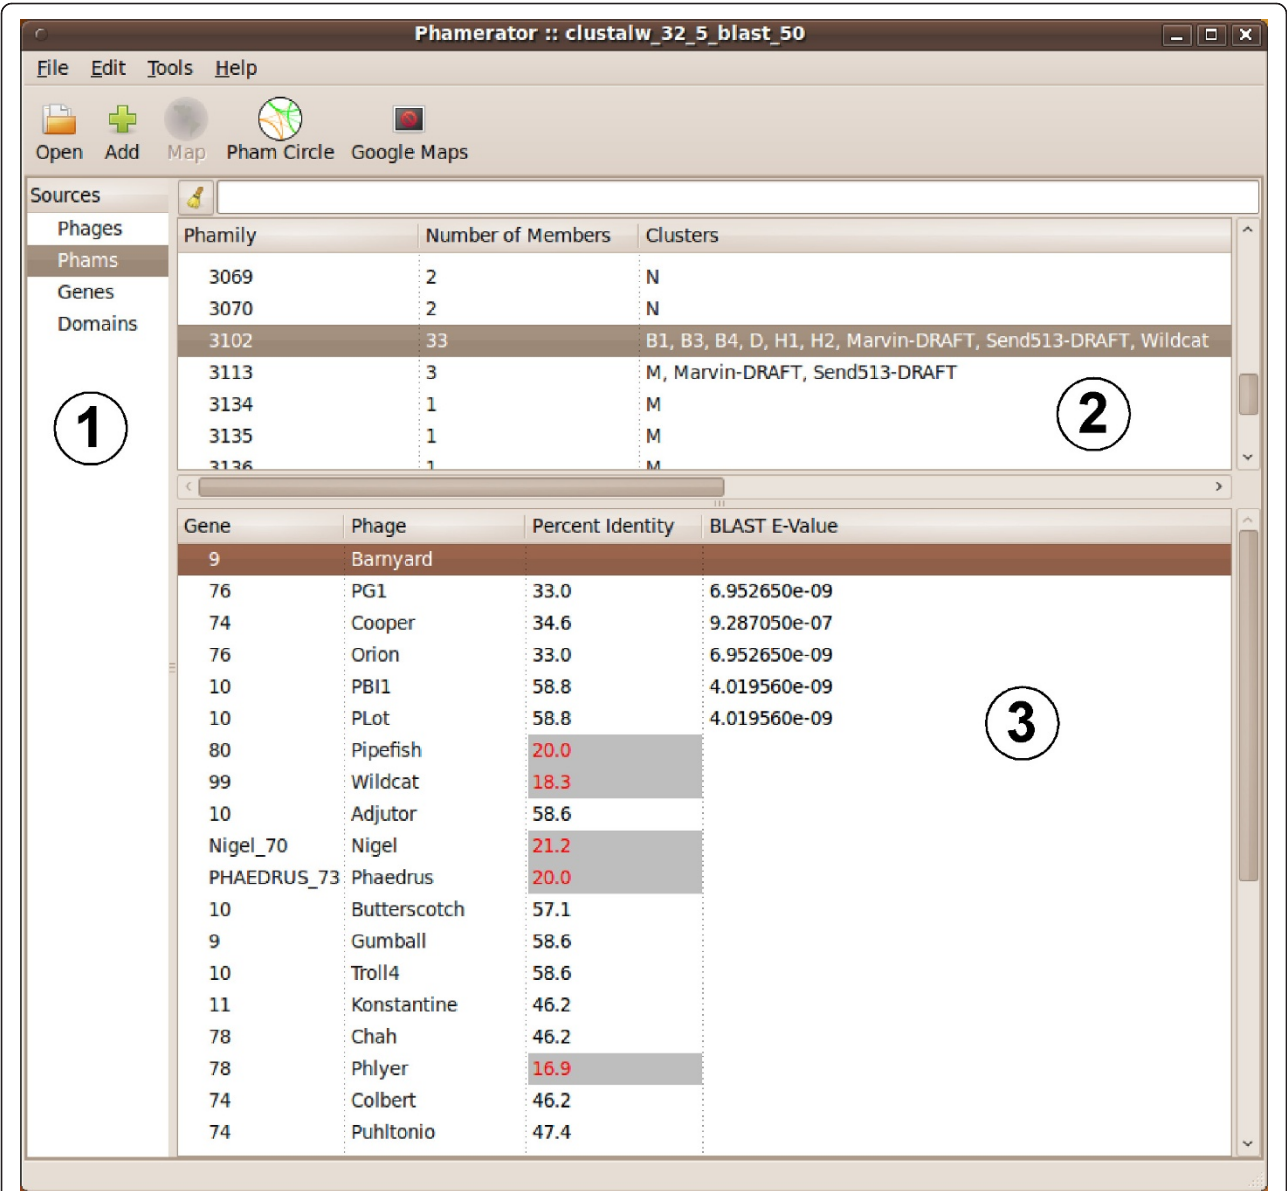 Phamerator :: clustalw_32_5_blast_50
File Edit Tools Help
Open Add Map Pham Circle Google Maps
Sources
Phages
Phams
Genes
Domains
1
Phamily Number of Members Clusters
3069 2 N
3070 2 N
3102 33 B1, B3, B4, D, H1, H2, Marvin-DRAFT, Send513-DRAFT, Wildcat
3113 3 M, Marvin-DRAFT, Send513-DRAFT
3134 1 M
3135 1 M
3136 1 M
2
Gene Phage Percent Identity BLAST E-Value
9 Barnyard
76 PG1 33.0 6.952650e-09
74 Cooper 34.6 9.287050e-07
76 Orion 33.0 6.952650e-09
10 PBI1 58.8 4.019560e-09
10 PLot 58.8 4.019560e-09
80 Pipefish 20.0
99 Wildcat 18.3
10 Adjutor 58.6
Nigel_70 Nigel 21.2
PHAEDRUS_73 Phaedrus 20.0
10 Butterscotch 57.1
9 Gumball 58.6
10 Troll4 58.6
11 Konstantine 46.2
78 Chah 46.2
78 Phlyer 16.9
74 Colbert 46.2
74 Puhltonio 47.4
3